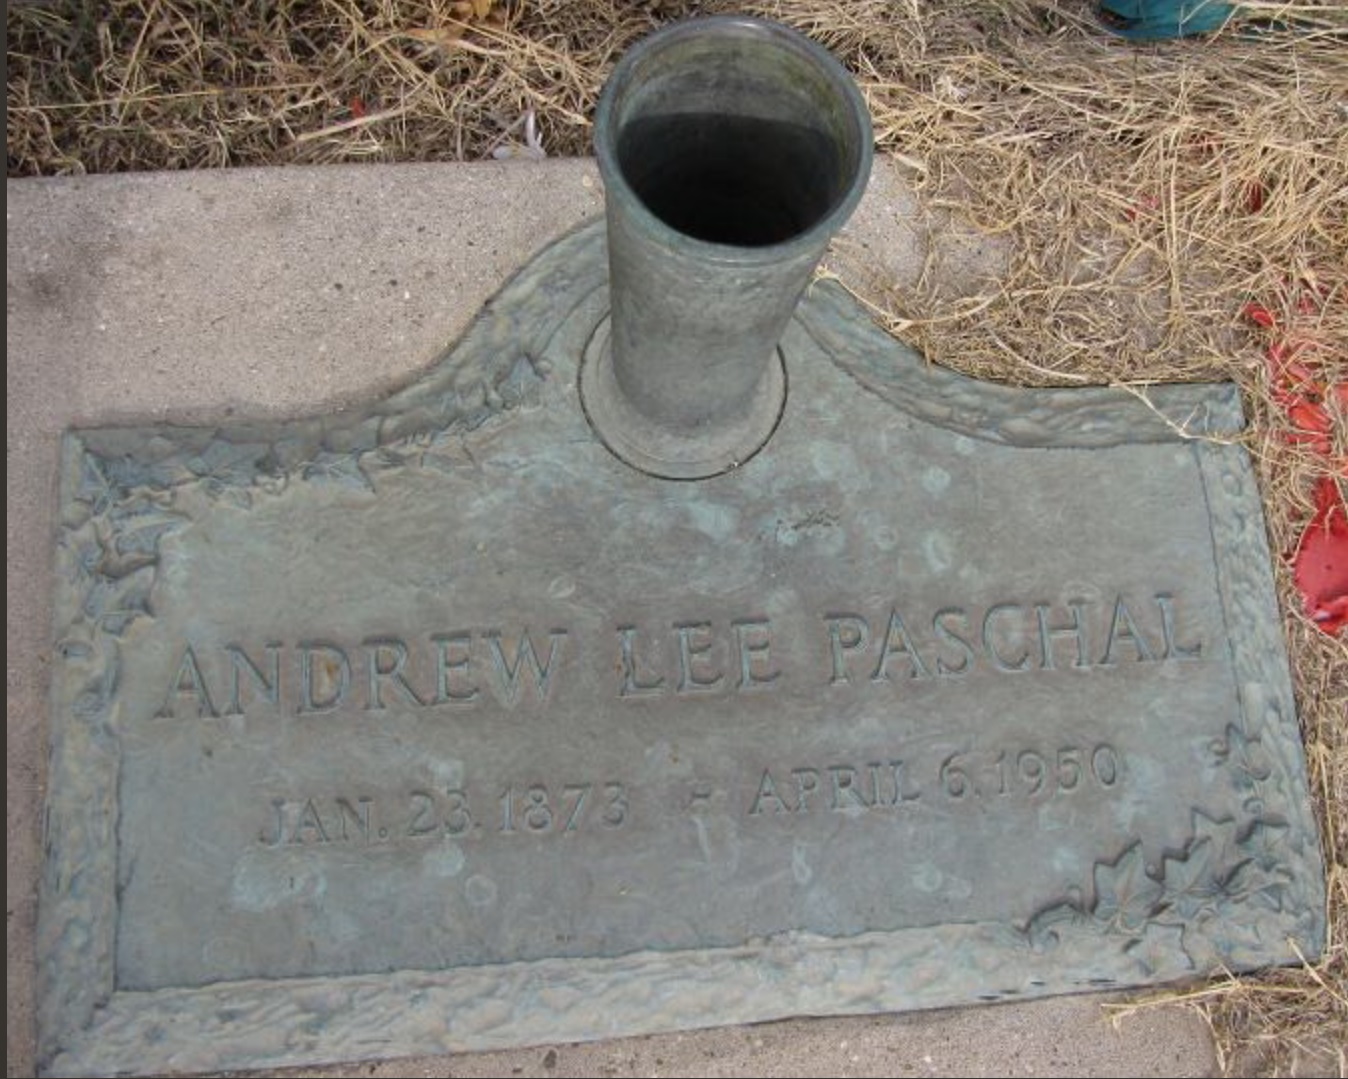 ANDREW LEE PASCHAL
JAN. 23. 1873 - APRIL 6. 1950